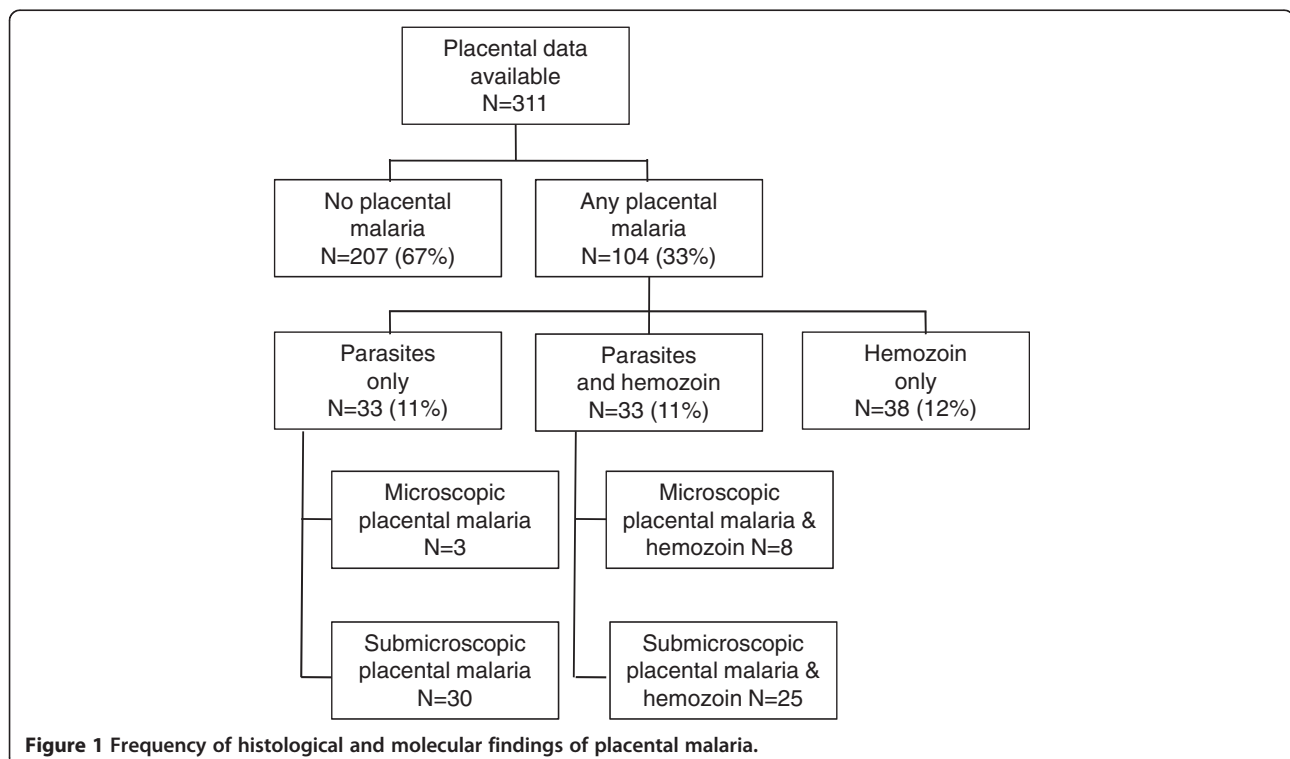 Placental data
available
N=311
No placental
malaria
N=207 (67%)
Any placental
malaria
N=104 (33%)
Parasites
only
N=33 (11%)
Parasites
and hemozoin
N=33 (11%)
Hemozoin
only
N=38 (12%)
Microscopic
placental malaria
N=3
Microscopic
placental malaria &
hemozoin N=8
Submicroscopic
placental malaria
N=30
Submicroscopic
placental malaria &
hemozoin N=25
Figure 1 Frequency of histological and molecular findings of placental malaria.